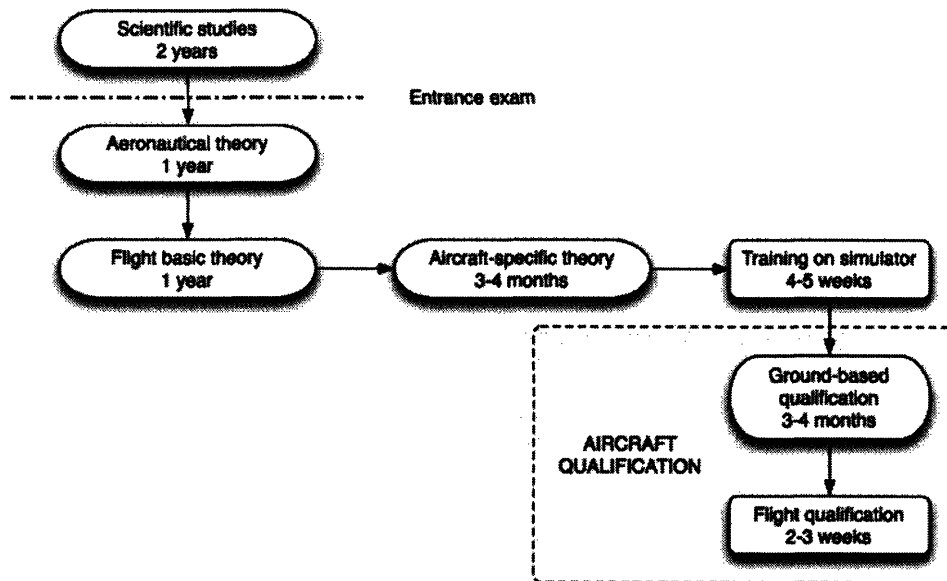 Scientific studies
2 years
Entrance exam
Aeronautical theory
1 year
Flight basic theory
1 year
Aircraft-specific theory
3-4 months
Training on simulator
4-5 weeks
Ground-based
qualification
3-4 months
AIRCRAFT
QUALIFICATION
Flight qualification
2-3 weeks